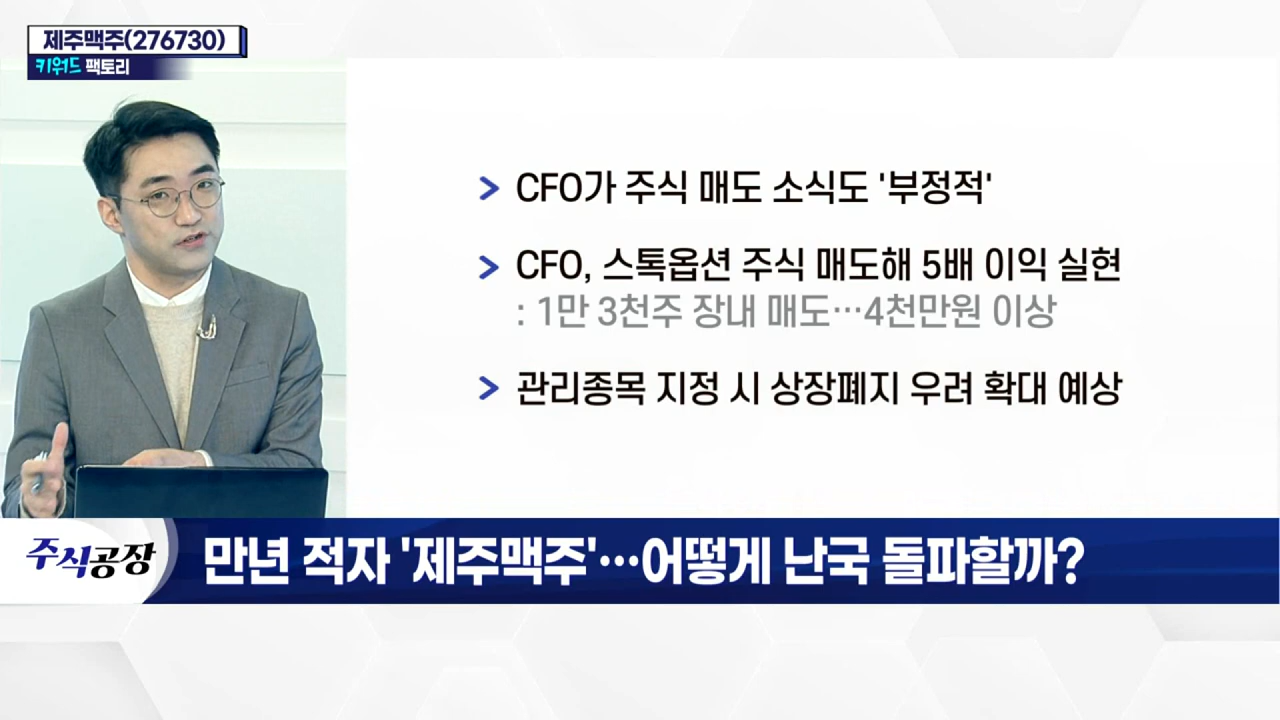 제주맥주(276730)
키워드 팩토리
> CFO가 주식 매도 소식도 '부정적'
> CFO, 스톡옵션 주식 매도해 5배 이익 실현
: 1만 3천주 장내 매도…4천만원 이상
> 관리종목 지정 시 상장폐지 우려 확대 예상
주식공장
만년 적자 '제주맥주'…어떻게 난국 돌파할까?